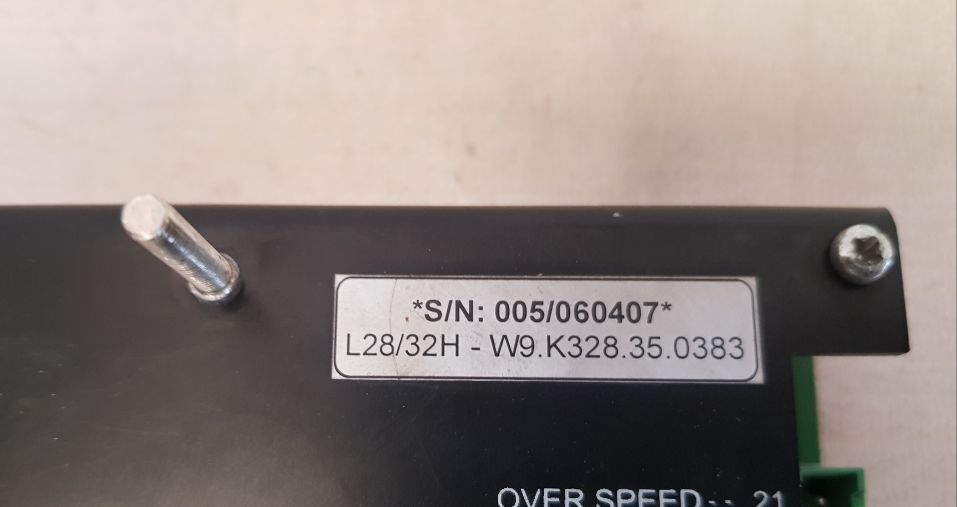 *S/N: 005/060407*
L28/32H - W9.K328.35.0383
OVER SPEED -- 21